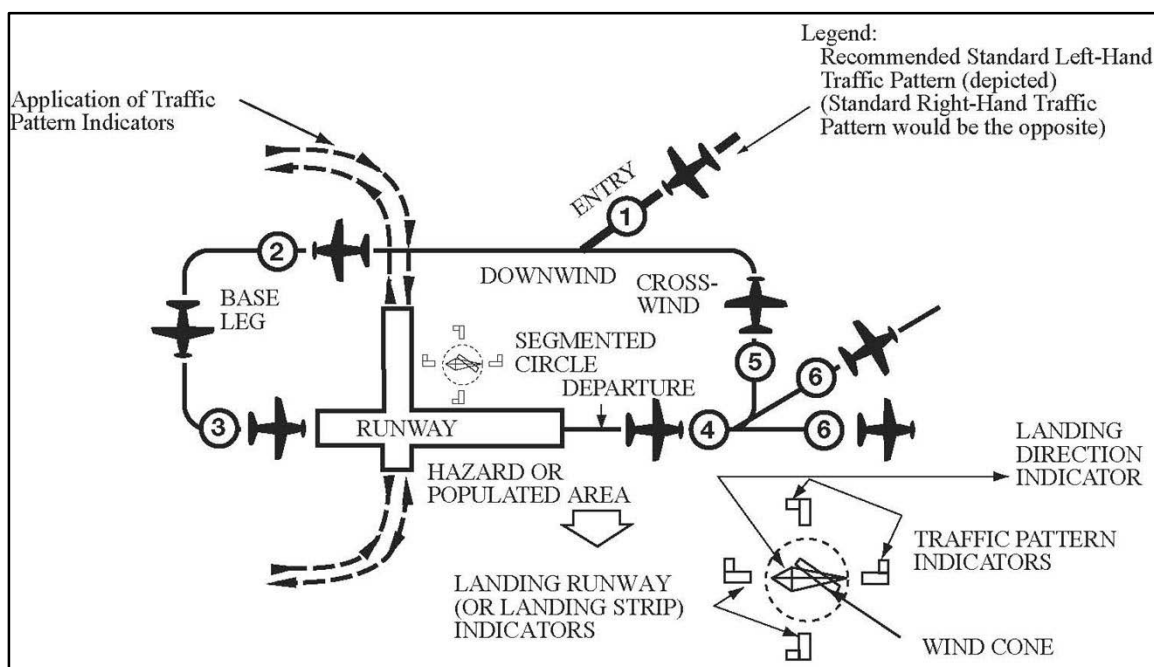 Legend:
Recommended Standard Left-Hand
Traffic Pattern (depicted)
(Standard Right-Hand Traffic
Pattern would be the opposite)
Application of Traffic
Pattern Indicators
ENTRY
1
2
DOWNWIND
CROSS-
WIND
BASE
LEG
SEGMENTED
CIRCLE
5
6
DEPARTURE
3
RUNWAY
4
6
LANDING
DIRECTION
INDICATOR
HAZARD OR
POPULATED AREA
TRAFFIC PATTERN
INDICATORS
LANDING RUNWAY
(OR LANDING STRIP)
INDICATORS
WIND CONE